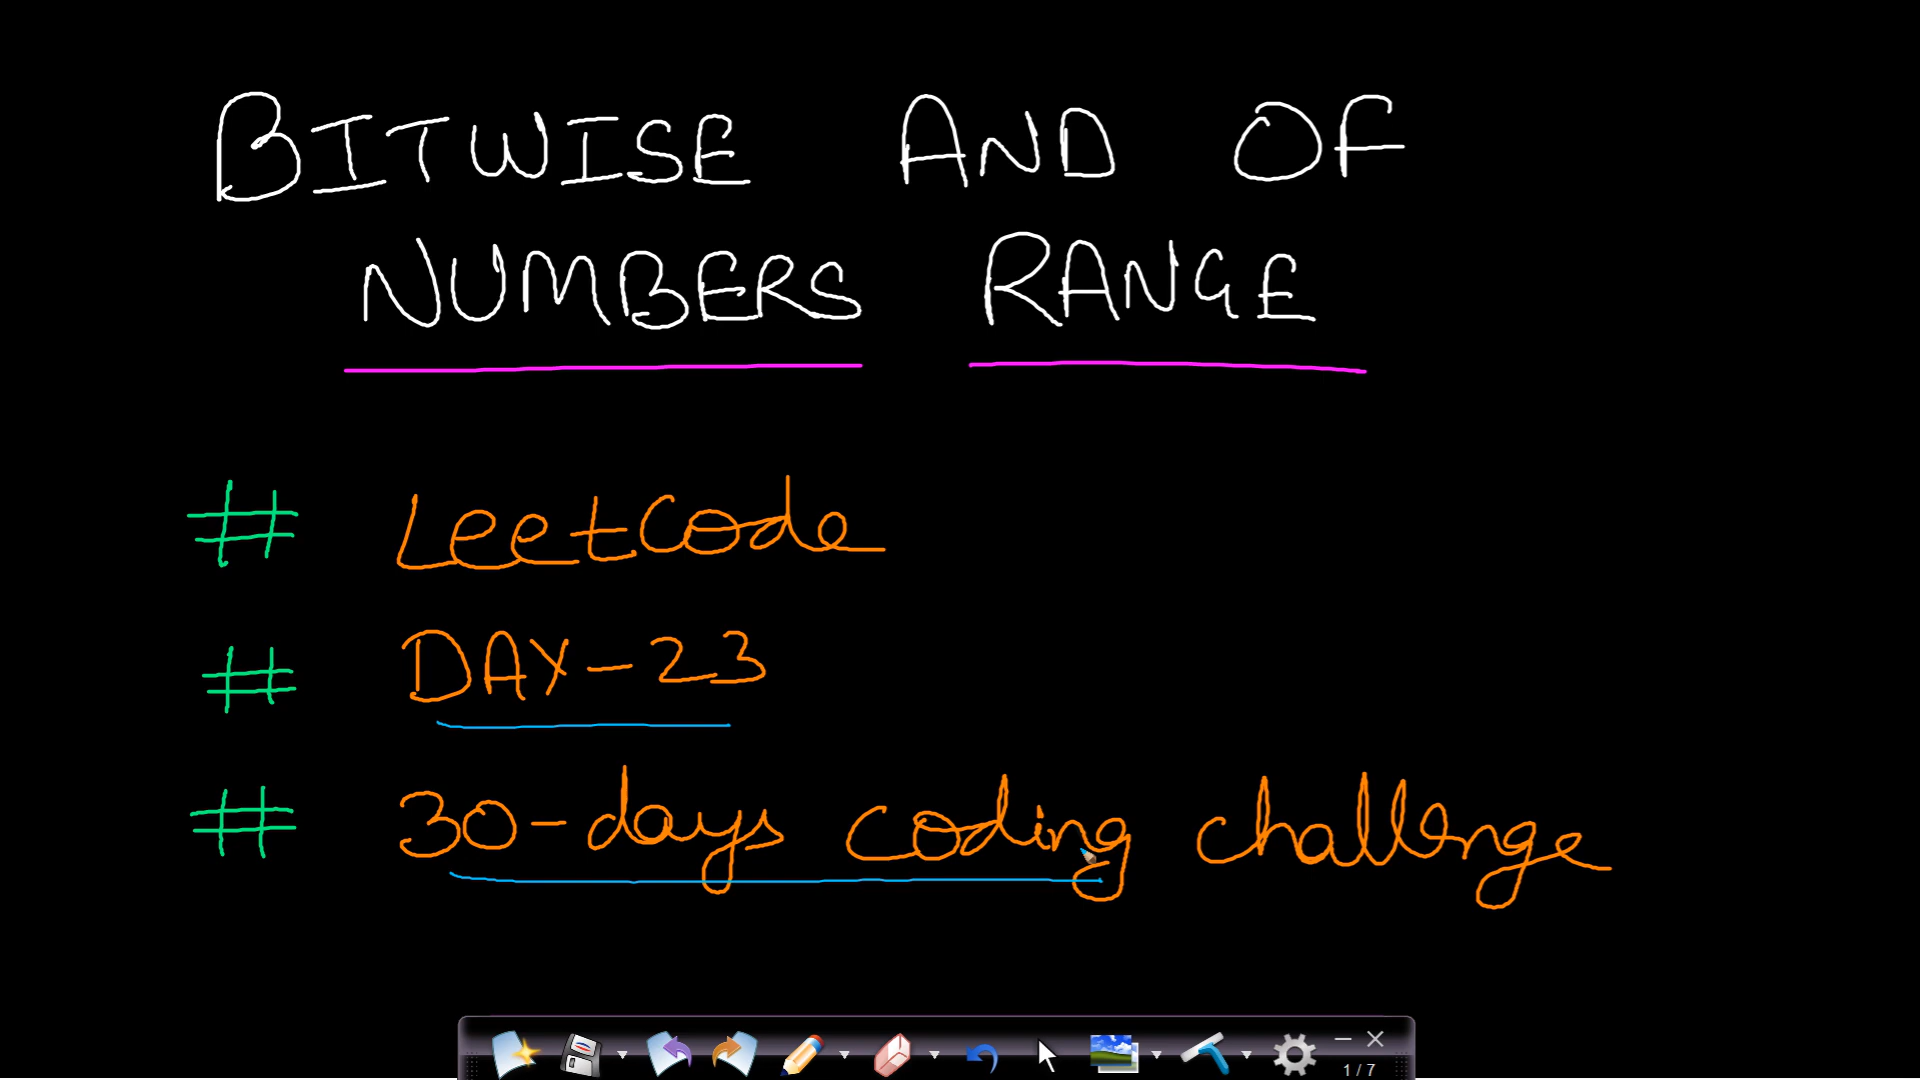 BITWISE AND OF
NUMBERS RANGE
# LeetCode
# DAY-23
# 30-days coding challenge
1 / 7